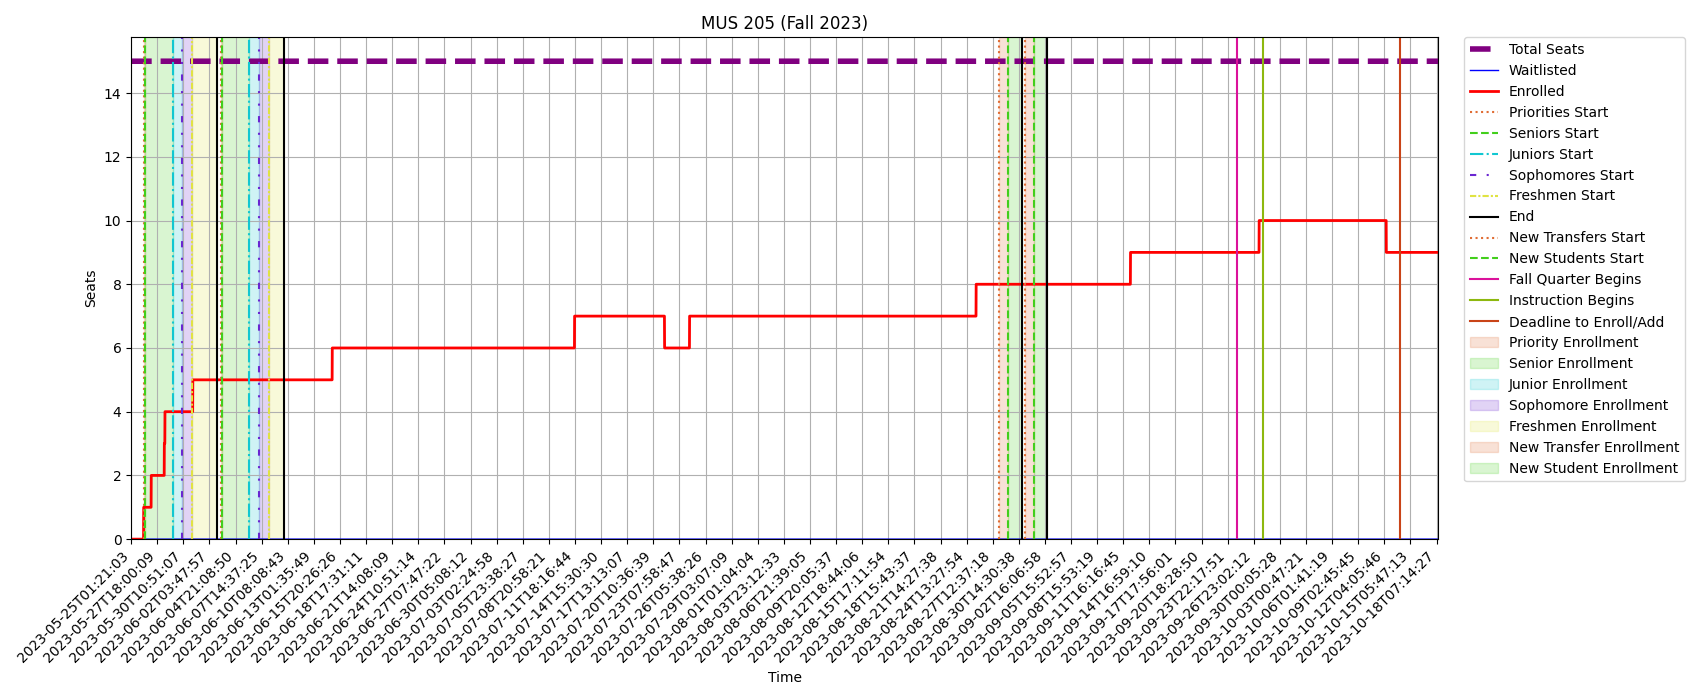 MUS 205 (Fall 2023)
Seats
14
12
10
8
6
4
2
0
2023-05-25T01:21:03
2023-05-27T18:00:09
2023-05-30T10:51:07
2023-06-02T03:47:57
2023-06-04T21:08:50
2023-06-07T14:37:25
2023-06-10T08:08:43
2023-06-13T01:35:49
2023-06-15T20:26:26
2023-06-18T17:31:11
2023-06-21T14:08:09
2023-06-24T10:51:14
2023-06-27T07:47:22
2023-06-30T05:08:12
2023-07-03T02:24:58
2023-07-05T23:38:27
2023-07-08T20:58:21
2023-07-11T18:16:44
2023-07-14T15:30:30
2023-07-17T13:13:07
2023-07-20T10:36:39
2023-07-23T07:58:47
2023-07-26T05:38:26
2023-07-29T03:07:09
2023-08-01T01:04:04
2023-08-03T23:12:33
2023-08-06T21:39:05
2023-08-09T20:05:37
2023-08-12T18:44:06
2023-08-15T17:11:54
2023-08-18T15:43:37
2023-08-21T14:27:38
2023-08-24T13:27:54
2023-08-27T12:37:18
2023-08-30T14:30:38
2023-09-02T16:06:58
2023-09-05T15:52:57
2023-09-08T15:53:19
2023-09-11T16:16:45
2023-09-14T16:59:10
2023-09-17T17:56:01
2023-09-20T18:28:50
2023-09-23T22:17:51
2023-09-26T23:02:12
2023-09-30T00:05:28
2023-10-03T00:47:21
2023-10-06T01:41:19
2023-10-09T02:45:45
2023-10-12T04:05:46
2023-10-15T05:47:13
2023-10-18T07:14:27
Time
Total Seats
Waitlisted
Enrolled
Priorities Start
Seniors Start
Juniors Start
Sophomores Start
Freshmen Start
End
New Transfers Start
New Students Start
Fall Quarter Begins
Instruction Begins
Deadline to Enroll/Add
Priority Enrollment
Senior Enrollment
Junior Enrollment
Sophomore Enrollment
Freshmen Enrollment
New Transfer Enrollment
New Student Enrollment